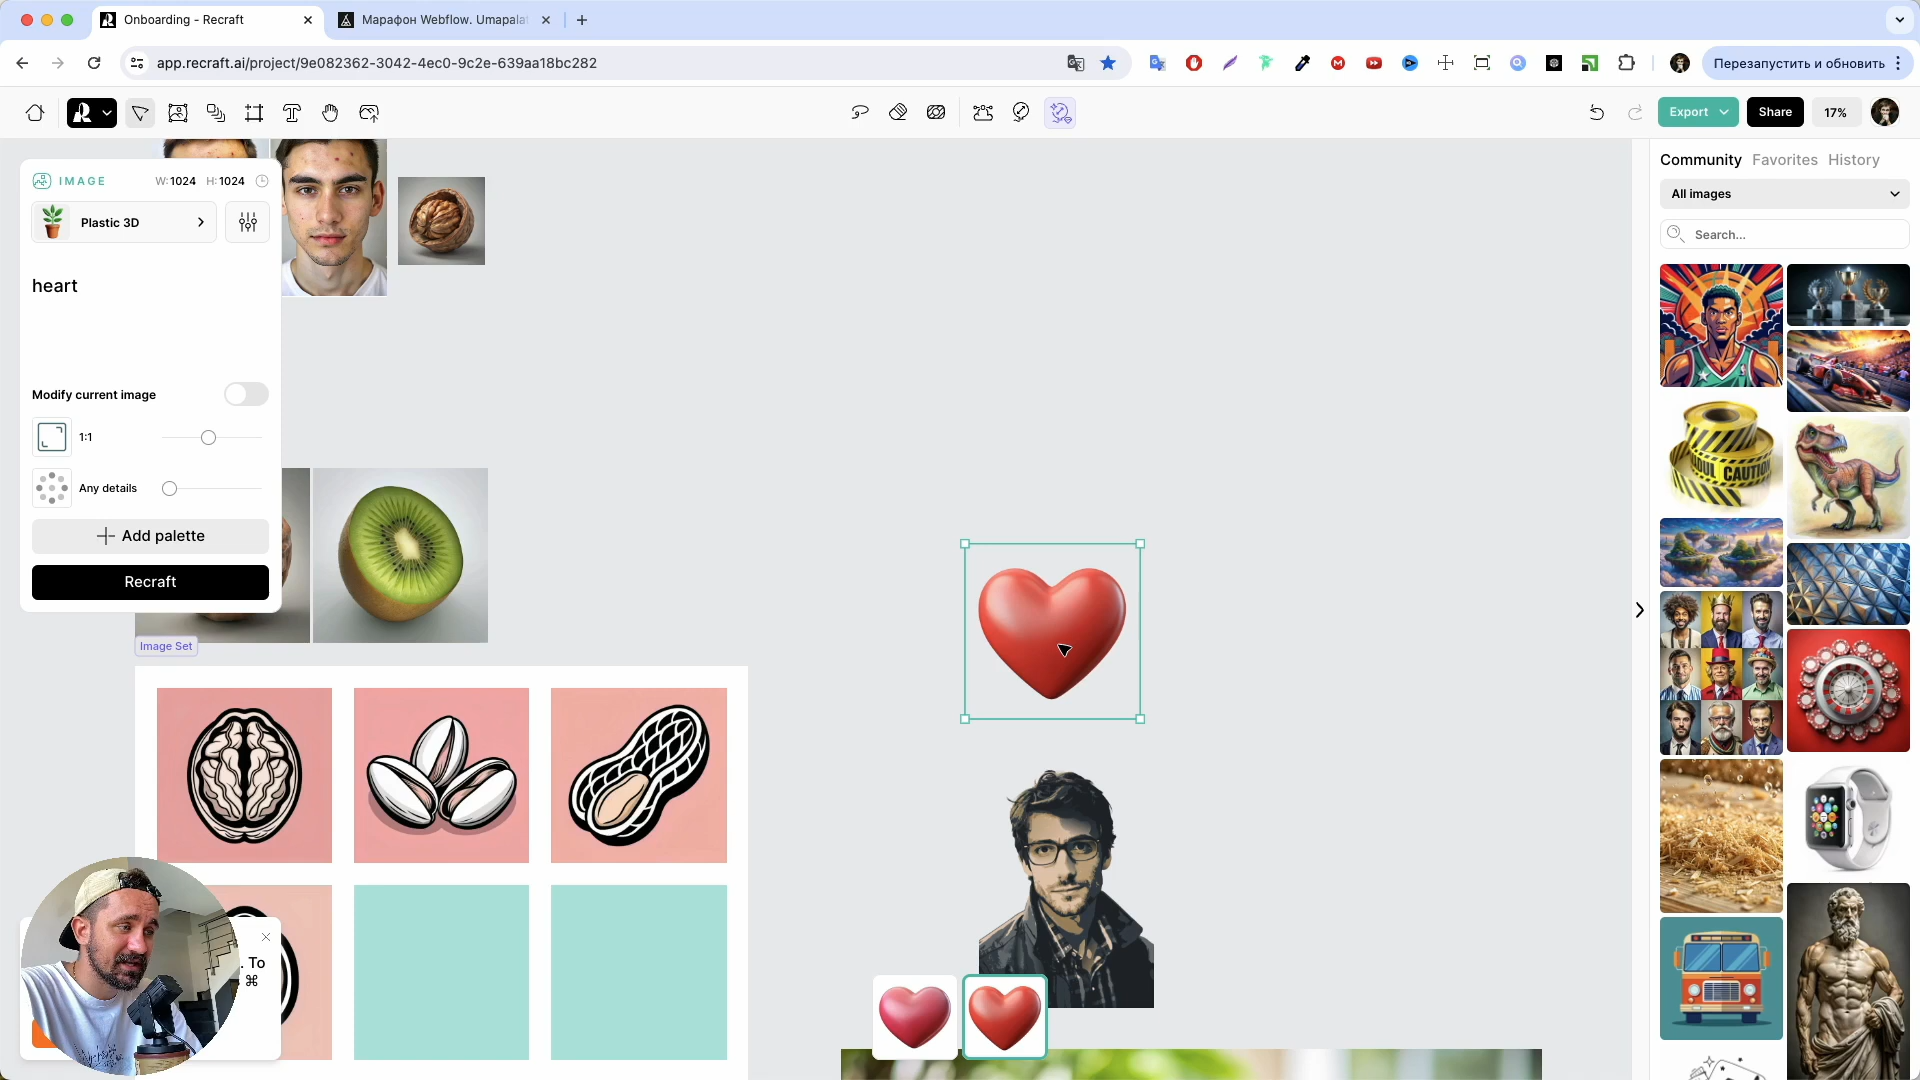 Onboarding - Recraft
Марафон Webflow. Umapala
app.recraft.ai/project/9e082362-3042-4ec0-9c2e-639aa18bc282
Перезапустить и обновить
Export
Share
17%
IMAGE
W:1024 H:1024
Plastic 3D
heart
Modify current image
1:1
Any details
Add palette
Recraft
Image Set
. To
⌘
Community Favorites History
All images
Search...
CAUTION